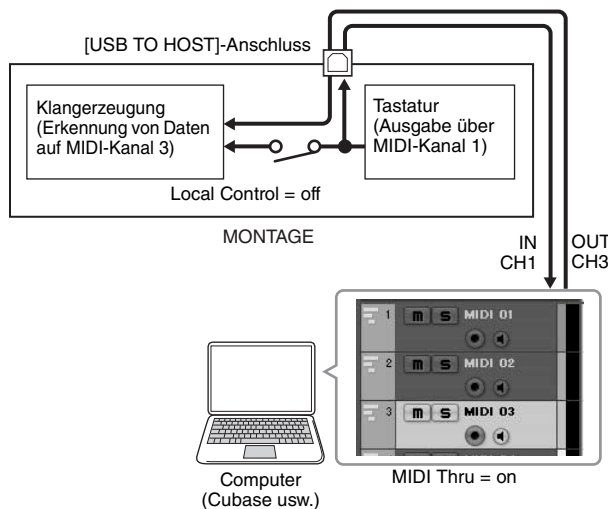 [USB TO HOST]-Anschluss
Klangerzeugung
(Erkennung von Daten
auf MIDI-Kanal 3)
Tastatur
(Ausgabe über
MIDI-Kanal 1)
Local Control = off
MONTAGE
IN
CH1
OUT
CH3
1 m S MIDI 01
2 m S MIDI 02
3 m S MIDI 03
Computer
(Cubase usw.)
MIDI Thru = on